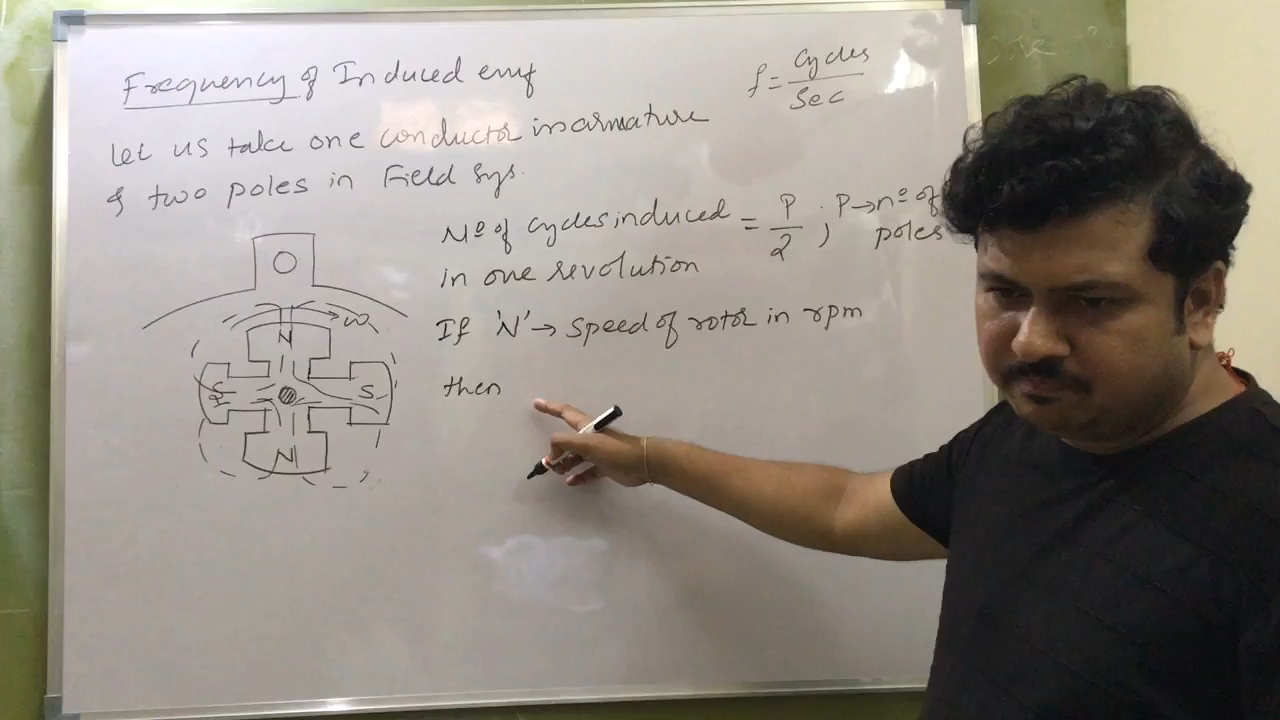 Frequency of Induced emf
f = Cycles / Sec
Let us take one conductor in armature
& two poles in Field sys.
Nº of cycles induced = P / 2 ; P → nº of
in one revolution
poles
If 'N' → speed of rotor in rpm
then
N
ω
S
S
N